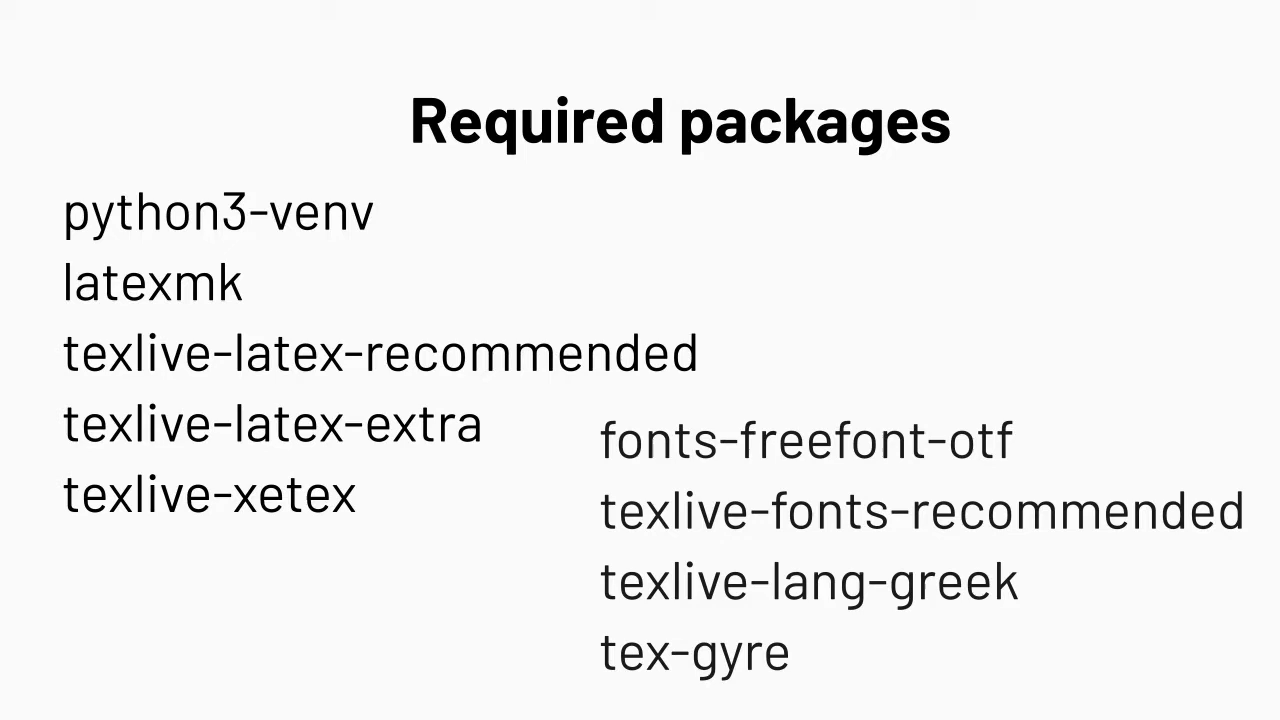 Required packages
python3-venv
latexmk
texlive-latex-recommended
texlive-latex-extra
texlive-xetex
fonts-freefont-otf
texlive-fonts-recommended
texlive-lang-greek
tex-gyre